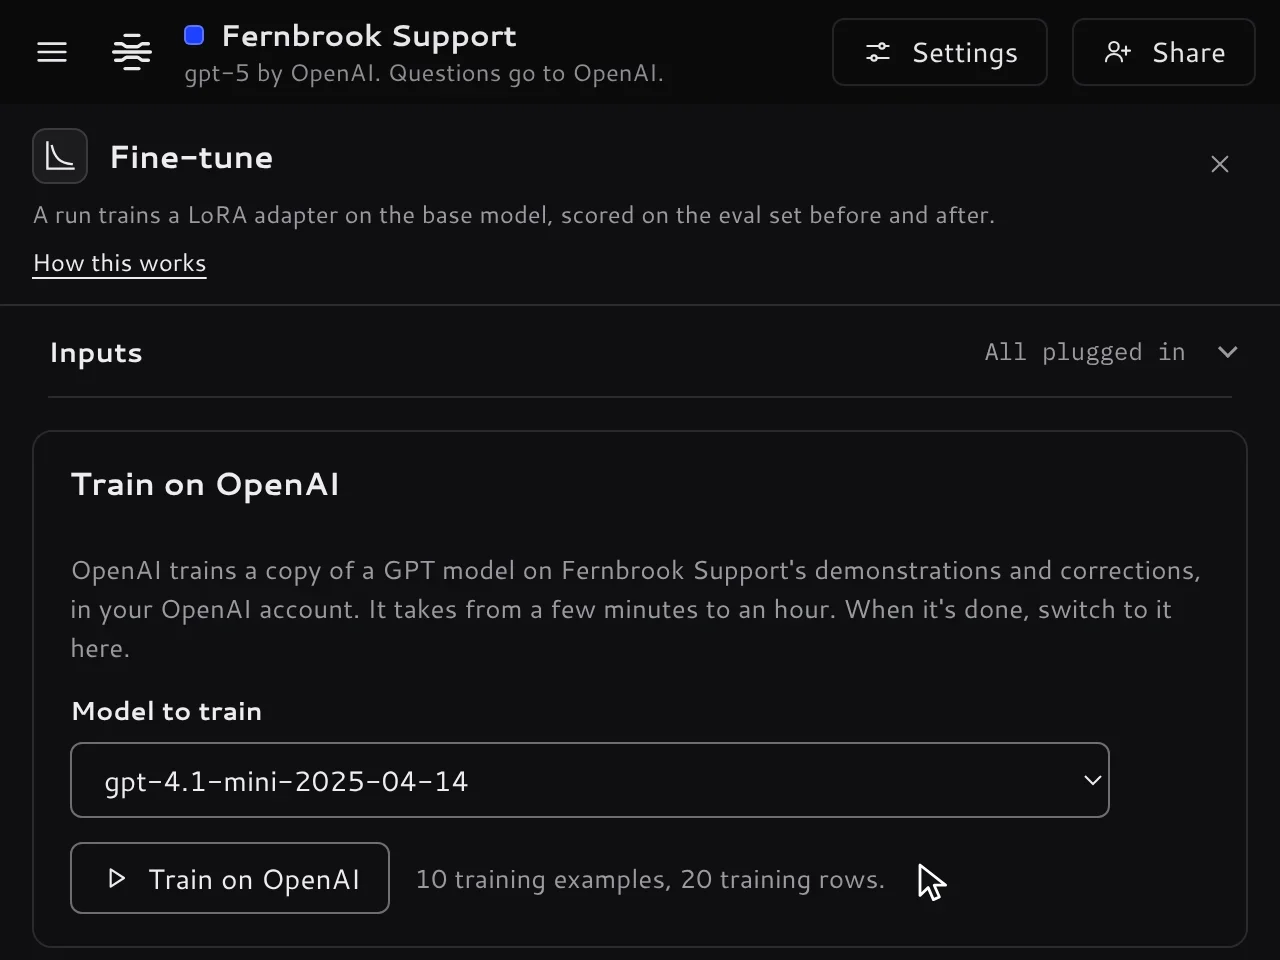 Fernbrook Support
gpt-5 by OpenAI. Questions go to OpenAI.
Settings
Share
Fine-tune
A run trains a LoRA adapter on the base model, scored on the eval set before and after.
How this works
Inputs
All plugged in
Train on OpenAI
OpenAI trains a copy of a GPT model on Fernbrook Support's demonstrations and corrections,
in your OpenAI account. It takes from a few minutes to an hour. When it's done, switch to it
here.
Model to train
gpt-4.1-mini-2025-04-14
Train on OpenAI
10 training examples, 20 training rows.